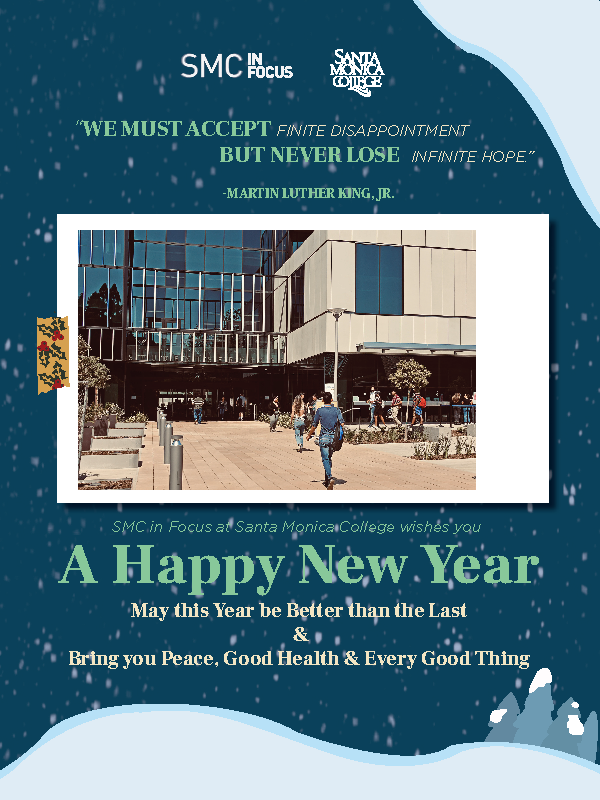 SMC IN FOCUS
SANTA MONICA COLLEGE
"WE MUST ACCEPT FINITE DISAPPOINTMENT
BUT NEVER LOSE INFINITE HOPE."
-MARTIN LUTHER KING, JR.
SMC in Focus at Santa Monica College wishes you
A Happy New Year
May this Year be Better than the Last
&
Bring you Peace, Good Health & Every Good Thing